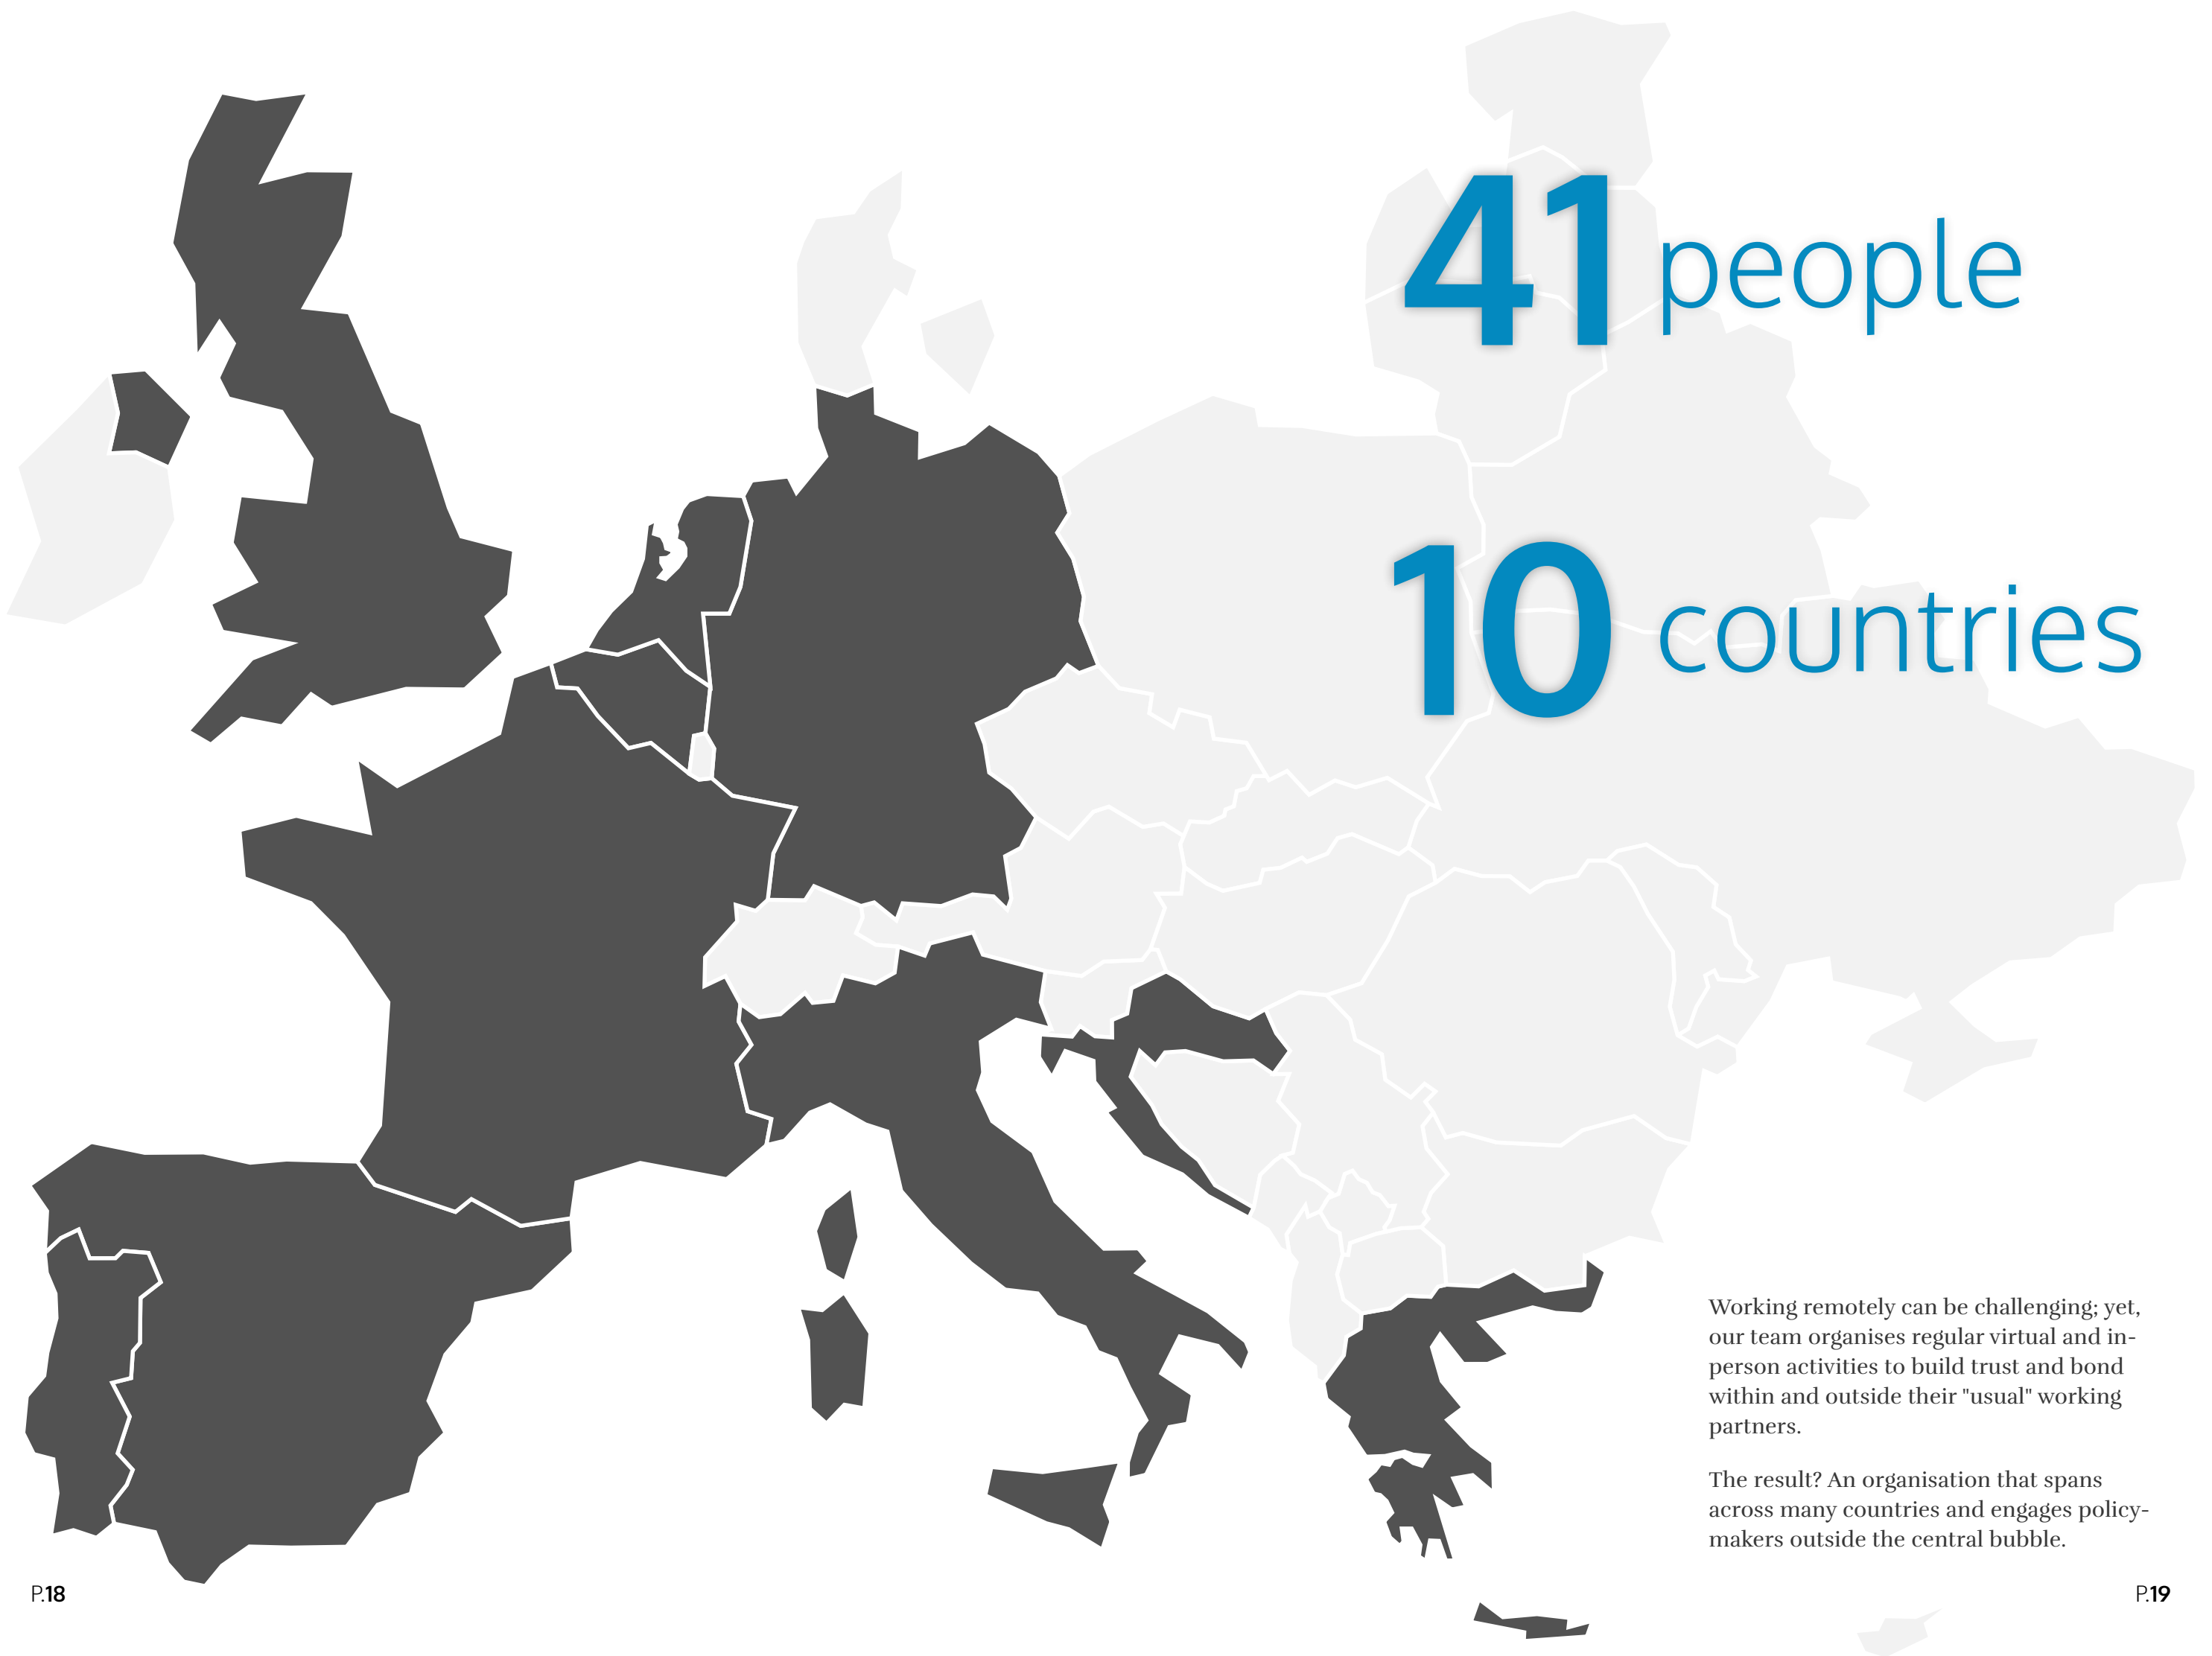 41 people
10 countries
Working remotely can be challenging; yet,
our team organises regular virtual and in-
person activities to build trust and bond
within and outside their "usual" working
partners.
The result? An organisation that spans
across many countries and engages policy-
makers outside the central bubble.
P.18
P.19